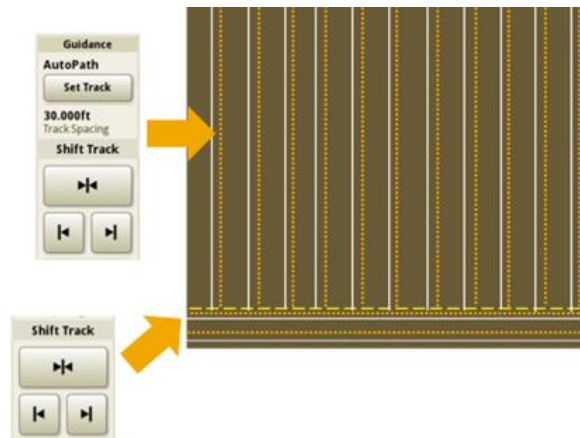 Guidance
AutoPath
Set Track
30.000ft
Track Spacing
Shift Track
Shift Track